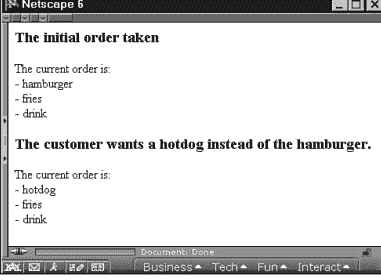 Netscape 6
The initial order taken
The current order is:
- hamburger
- fries
- drink
The customer wants a hotdog instead of the hamburger.
The current order is:
- hotdog
- fries
- drink
Document: Done
Business Tech Fun Interact